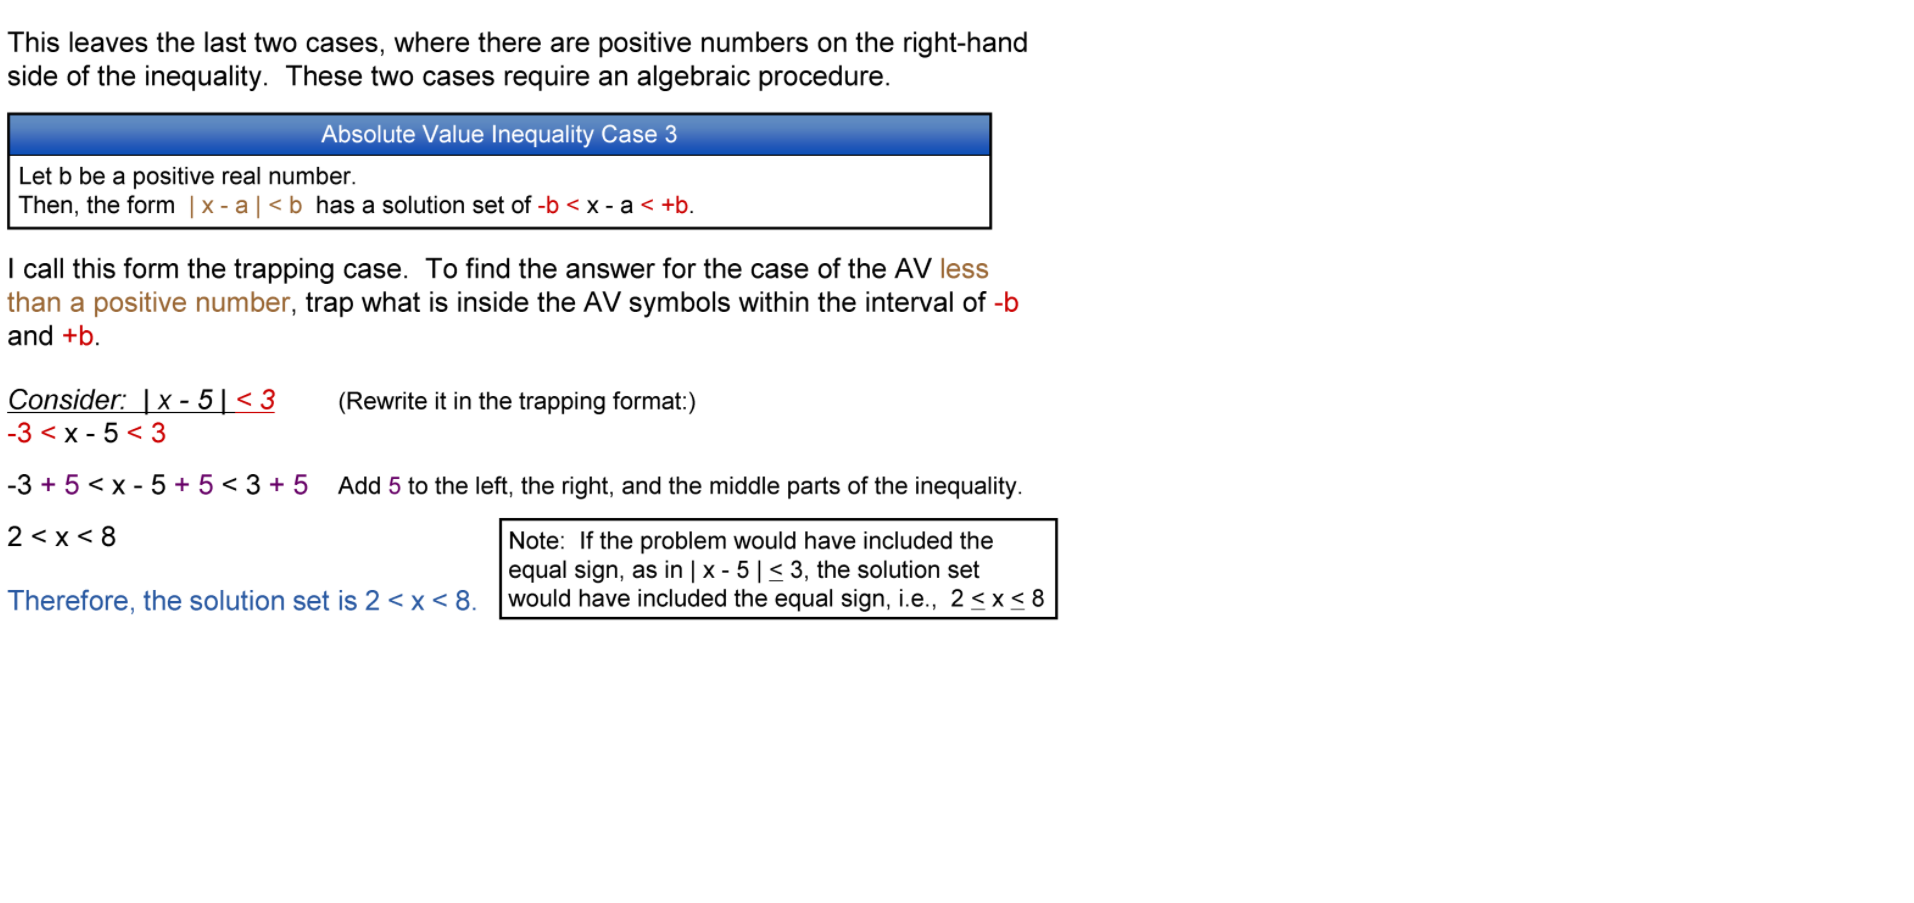 This leaves the last two cases, where there are positive numbers on the right-hand
side of the inequality.  These two cases require an algebraic procedure.
Absolute Value Inequality Case 3
Let b be a positive real number.
Then, the form  | x - a | < b  has a solution set of -b < x - a < +b.
I call this form the trapping case.  To find the answer for the case of the AV less
than a positive number, trap what is inside the AV symbols within the interval of -b
and +b.
Consider:  | x - 5 | < 3 (Rewrite it in the trapping format:)
-3 < x - 5 < 3
-3 + 5 < x - 5 + 5 < 3 + 5 Add 5 to the left, the right, and the middle parts of the inequality.
2 < x < 8
Therefore, the solution set is 2 < x < 8.
Note:  If the problem would have included the
equal sign, as in | x - 5 | ≤ 3, the solution set
would have included the equal sign, i.e.,  2 ≤ x ≤ 8